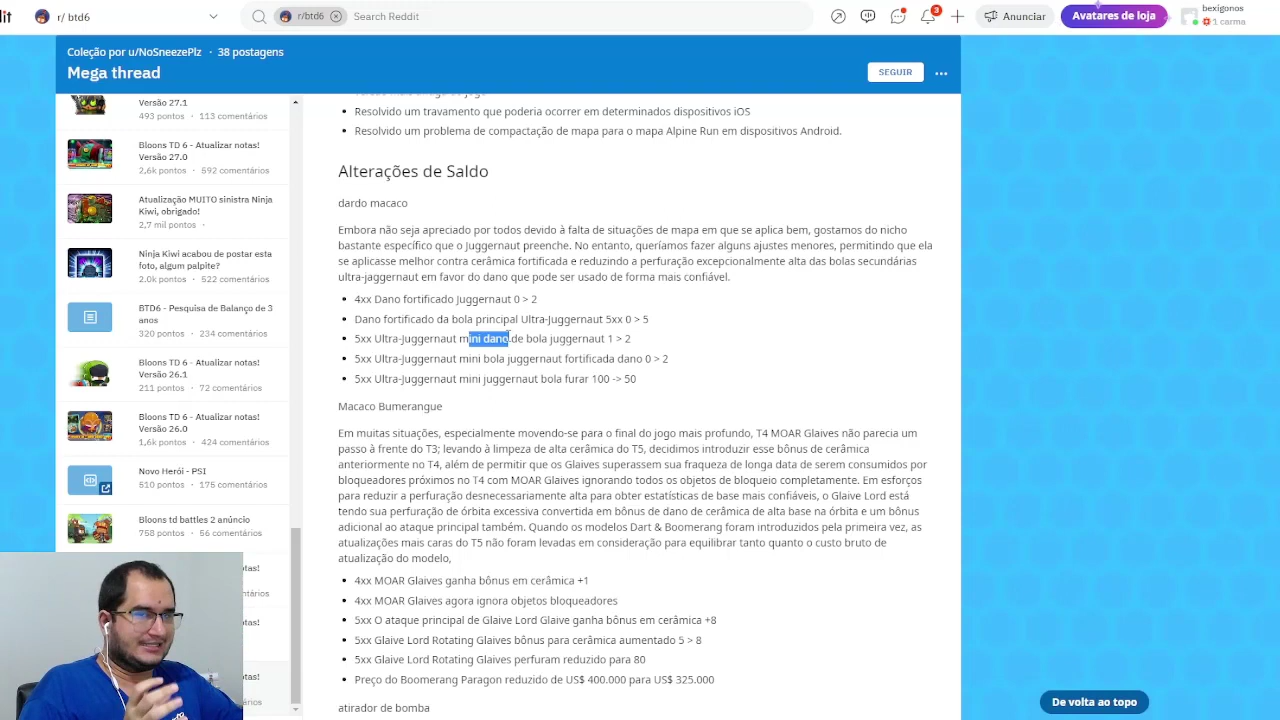 it
r/ btd6
r/btd6
Search Reddit
3
Anunciar
Avatares de loja
bexigonos
1 carma
Coleção por u/NoSneezePlz · 38 postagens
Mega thread
SEGUIR
Versão 27.1
493 pontos · 113 comentários
Bloons TD 6 - Atualizar notas!
Versão 27.0
2,6k pontos · 592 comentários
Atualização MUITO sinistra Ninja
Kiwi, obrigado!
2,7 mil pontos ·
Ninja Kiwi acabou de postar esta
foto, algum palpite?
2.0k pontos · 522 comentários
BTD6 - Pesquisa de Balanço de 3
anos
320 pontos · 234 comentários
Bloons TD 6 - Atualizar notas!
Versão 26.1
211 pontos · 72 comentários
Bloons TD 6 - Atualizar notas!
Versão 26.0
1,6k pontos · 424 comentários
Novo Herói - PSI
510 pontos · 175 comentários
Bloons td battles 2 anúncio
758 pontos · 56 comentários
tas!
ntários
tas!
tas!
ntários
Resolvido um travamento que poderia ocorrer em determinados dispositivos iOS
Resolvido um problema de compactação de mapa para o mapa Alpine Run em dispositivos Android.
Alterações de Saldo
dardo macaco
Embora não seja apreciado por todos devido à falta de situações de mapa em que se aplica bem, gostamos do nicho
bastante específico que o Juggernaut preenche. No entanto, queríamos fazer alguns ajustes menores, permitindo que ela
se aplicasse melhor contra cerâmica fortificada e reduzindo a perfuração excepcionalmente alta das bolas secundárias
ultra-jaggernaut em favor do dano que pode ser usado de forma mais confiável.
4xx Dano fortificado Juggernaut 0 > 2
Dano fortificado da bola principal Ultra-Juggernaut 5xx 0 > 5
5xx Ultra-Juggernaut mini dano de bola juggernaut 1 > 2
5xx Ultra-Juggernaut mini bola juggernaut fortificada dano 0 > 2
5xx Ultra-Juggernaut mini juggernaut bola furar 100 -> 50
Macaco Bumerangue
Em muitas situações, especialmente movendo-se para o final do jogo mais profundo, T4 MOAR Glaives não parecia um
passo à frente do T3; levando à limpeza de alta cerâmica do T5, decidimos introduzir esse bônus de cerâmica
anteriormente no T4, além de permitir que os Glaives superassem sua fraqueza de longa data de serem consumidos por
bloqueadores próximos no T4 com MOAR Glaives ignorando todos os objetos de bloqueio completamente. Em esforços
para reduzir a perfuração desnecessariamente alta para obter estatísticas de base mais confiáveis, o Glaive Lord está
tendo sua perfuração de órbita excessiva convertida em bônus de dano de cerâmica de alta base na órbita e um bônus
adicional ao ataque principal também. Quando os modelos Dart & Boomerang foram introduzidos pela primeira vez, as
atualizações mais caras do T5 não foram levadas em consideração para equilibrar tanto quanto o custo bruto de
atualização do modelo,
4xx MOAR Glaives ganha bônus em cerâmica +1
4xx MOAR Glaives agora ignora objetos bloqueadores
5xx O ataque principal de Glaive Lord Glaive ganha bônus em cerâmica +8
5xx Glaive Lord Rotating Glaives bônus para cerâmica aumentado 5 > 8
5xx Glaive Lord Rotating Glaives perfuram reduzido para 80
Preço do Boomerang Paragon reduzido de US$ 400.000 para US$ 325.000
atirador de bomba
De volta ao topo